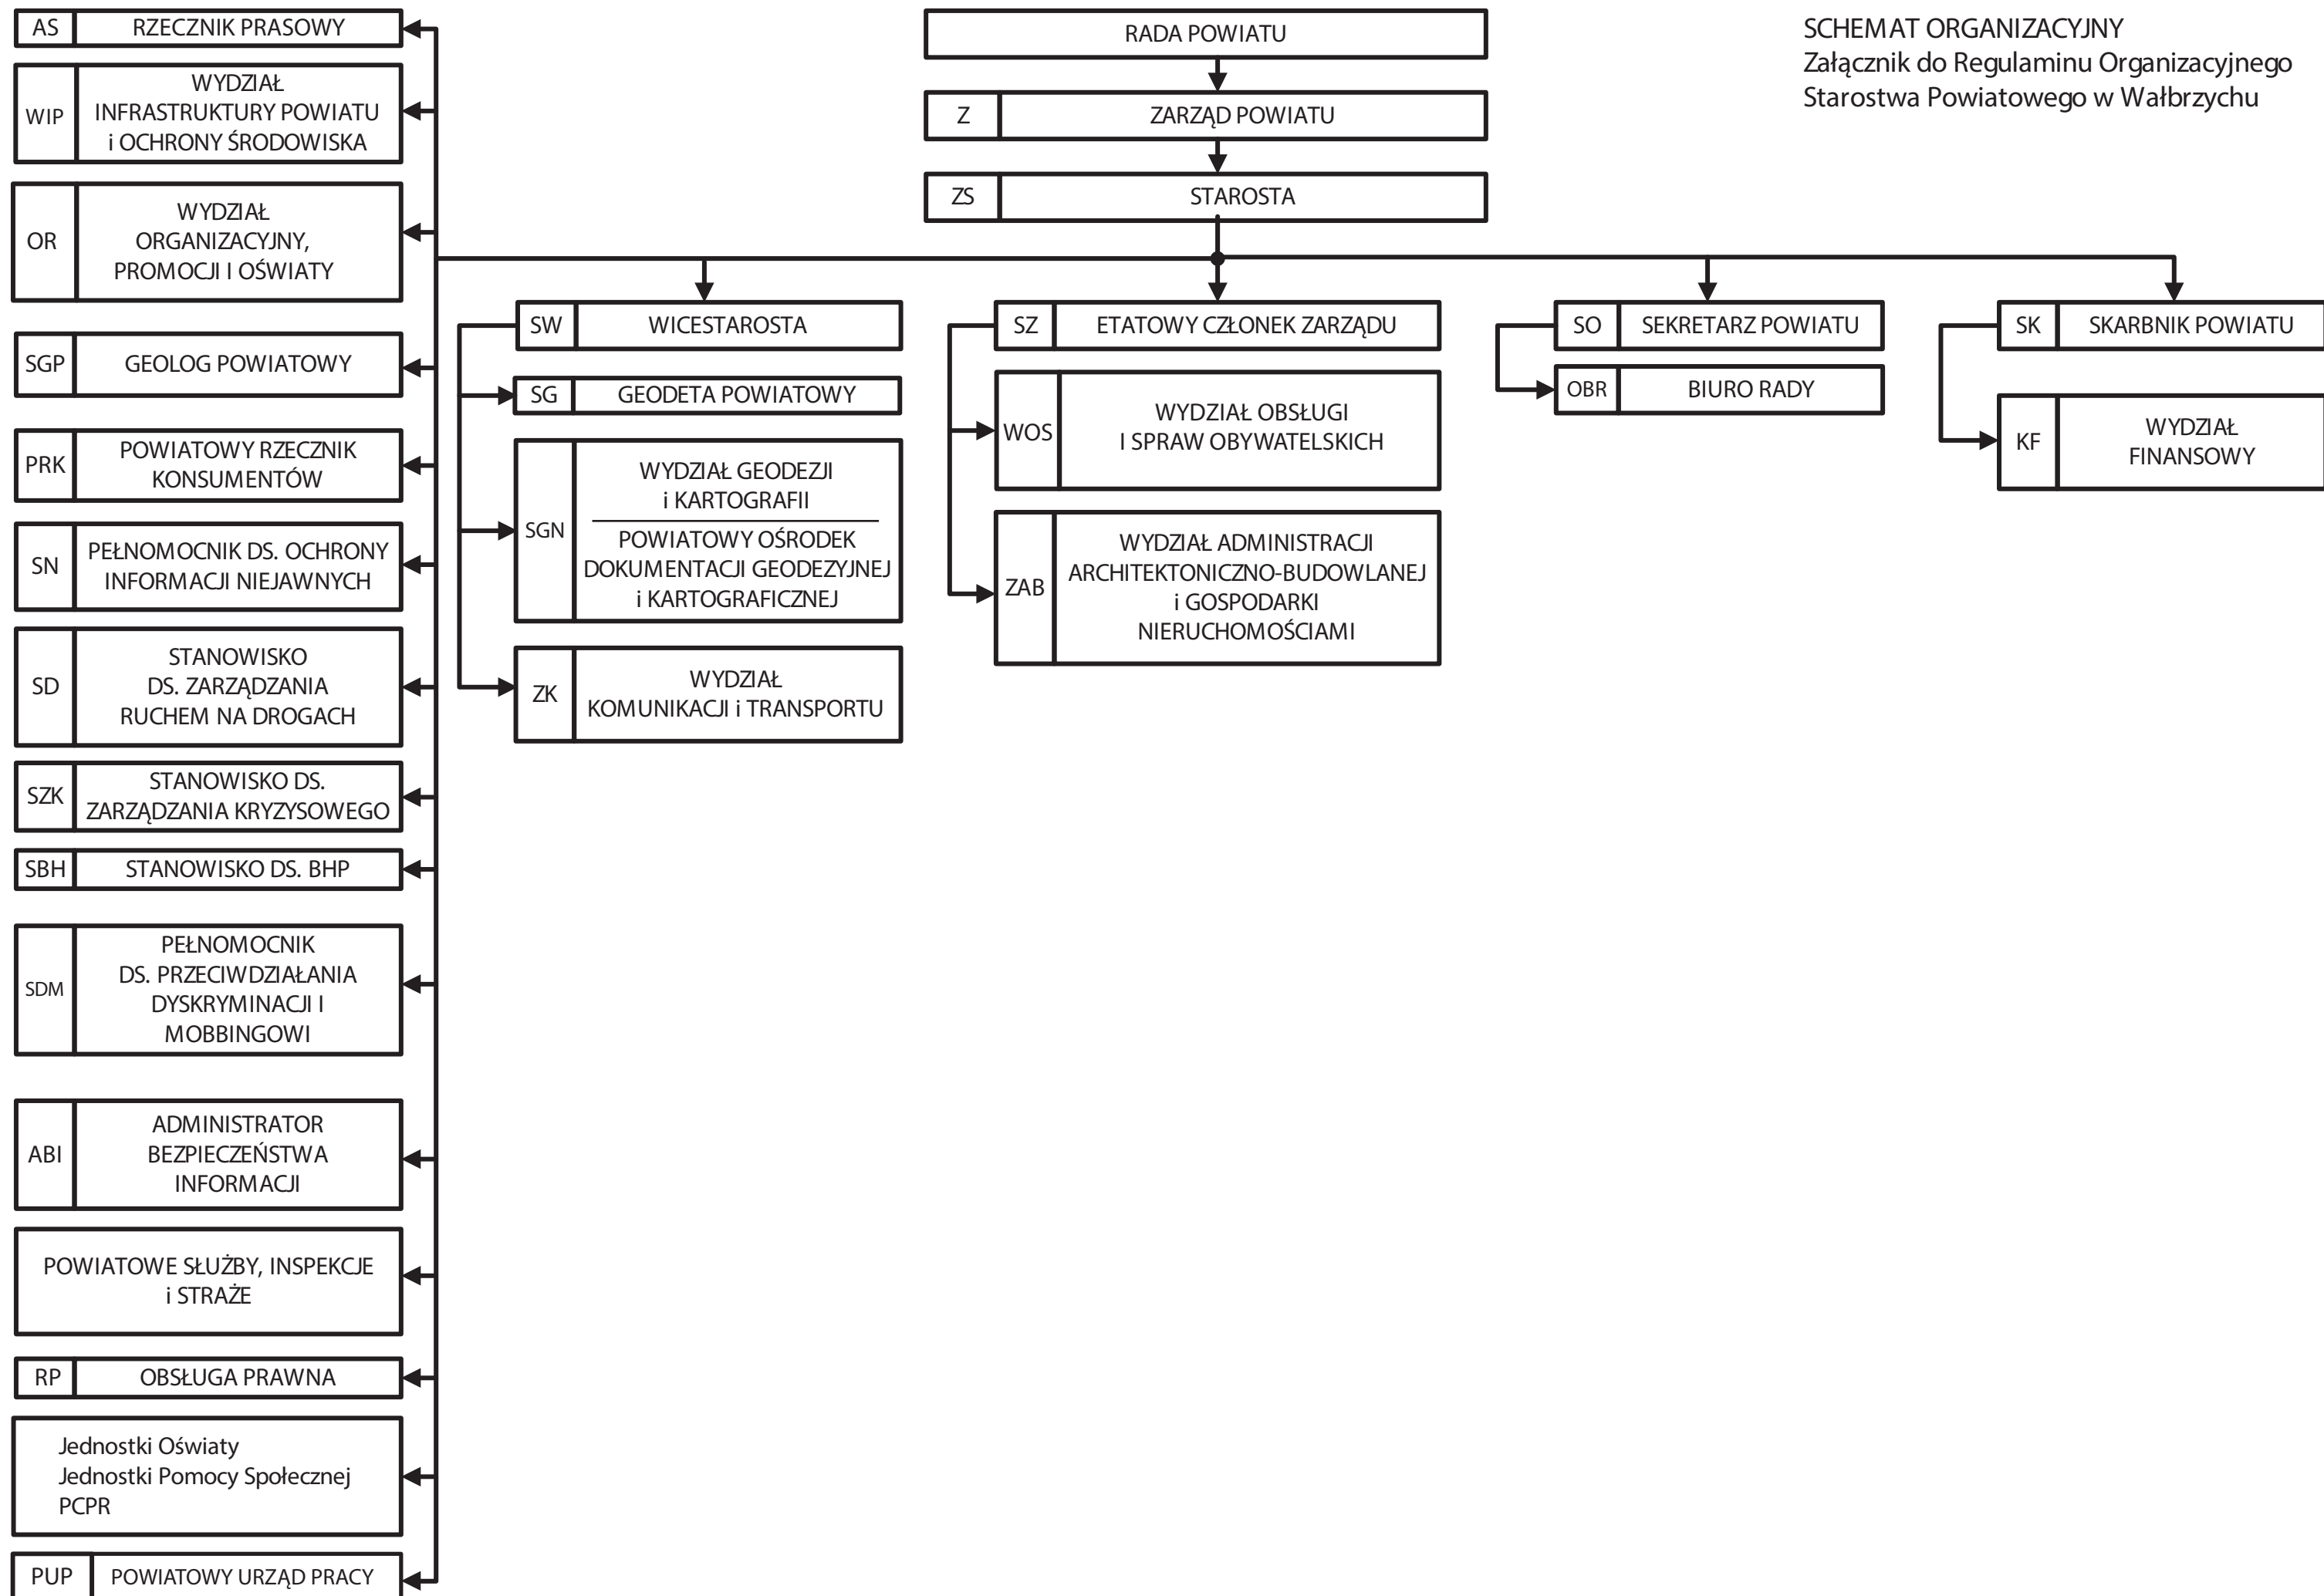 AS RZECZNIK PRASOWY
WIP
WYDZIAŁ
INFRASTRUKTURY POWIATU
i OCHRONY ŚRODOWISKA
OR
WYDZIAŁ
ORGANIZACYJNY,
PROMOCJI I OŚWIATY
SGP GEOLOG POWIATOWY
PRK
POWIATOWY RZECZNIK
KONSUMENTÓW
SN
PEŁNOMOCNIK DS. OCHRONY
INFORMACJI NIEJAWNYCH
SD
STANOWISKO
DS. ZARZĄDZANIA
RUCHEM NA DROGACH
SZK
STANOWISKO DS.
ZARZĄDZANIA KRYZYSOWEGO
SBH STANOWISKO DS. BHP
SDM
PEŁNOMOCNIK
DS. PRZECIWDZIAŁANIA
DYSKRYMINACJI I
MOBBINGOWI
ABI
ADMINISTRATOR
BEZPIECZEŃSTWA
INFORMACJI
POWIATOWE SŁUŻBY, INSPEKCJE
i STRAŻE
RP OBSŁUGA PRAWNA
Jednostki Oświaty
Jednostki Pomocy Społecznej
PCPR
PUP POWIATOWY URZĄD PRACY
RADA POWIATU
Z ZARZĄD POWIATU
ZS STAROSTA
SW WICESTAROSTA
SG GEODETA POWIATOWY
SGN
WYDZIAŁ GEODEZJI
i KARTOGRAFII
POWIATOWY OŚRODEK
DOKUMENTACJI GEODEZYJNEJ
i KARTOGRAFICZNEJ
ZK
WYDZIAŁ
KOMUNIKACJI i TRANSPORTU
SZ ETATOWY CZŁONEK ZARZĄDU
WOS
WYDZIAŁ OBSŁUGI
I SPRAW OBYWATELSKICH
ZAB
WYDZIAŁ ADMINISTRACJI
ARCHITEKTONICZNO-BUDOWLANEJ
i GOSPODARKI
NIERUCHOMOŚCIAMI
SO SEKRETARZ POWIATU
OBR BIURO RADY
SK SKARBNIK POWIATU
KF
WYDZIAŁ
FINANSOWY
SCHEMAT ORGANIZACYJNY
Załącznik do Regulaminu Organizacyjnego
Starostwa Powiatowego w Wałbrzychu